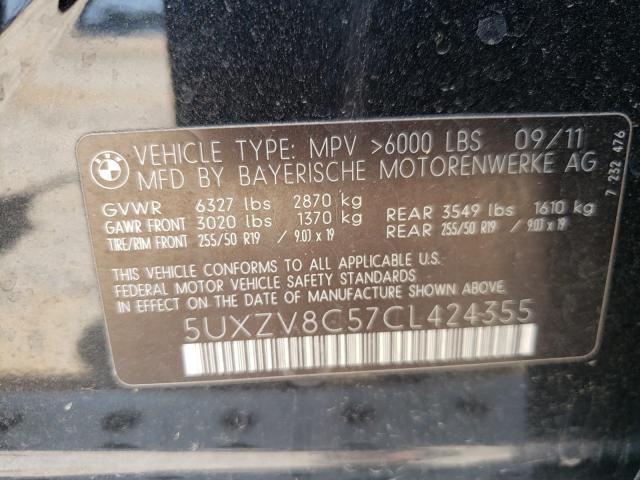 BMW
VEHICLE TYPE: MPV >6000 LBS 09/11
MFD BY BAYERISCHE MOTORENWERKE AG
GVWR 6327 lbs 2870 kg
GAWR FRONT 3020 lbs 1370 kg REAR 3549 lbs 1610 kg
TIRE/RIM FRONT 255/50 R19 / 9.0J x 19 REAR 255/50 R19 / 9.0J x 19
THIS VEHICLE CONFORMS TO ALL APPLICABLE U.S.
FEDERAL MOTOR VEHICLE SAFETY STANDARDS
IN EFFECT ON THE DATE OF MANUFACTURE SHOWN ABOVE.
5UXZV8C57CL424355
7 232 476